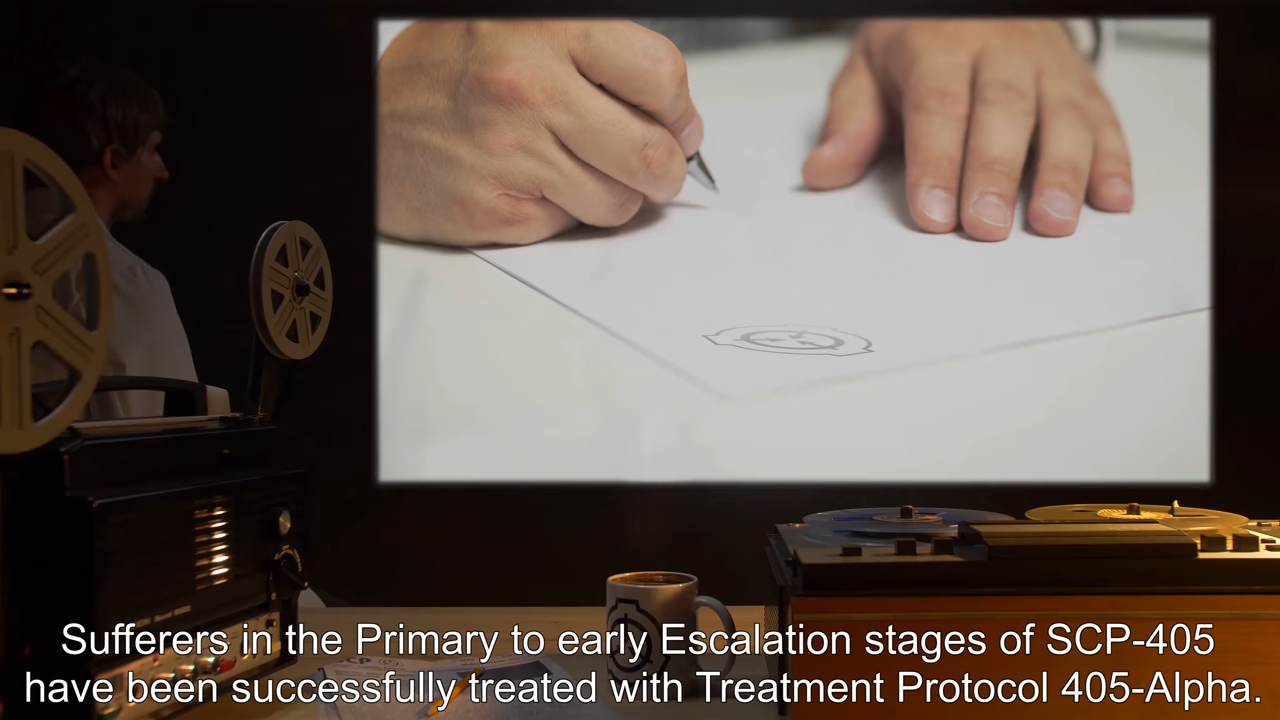 Sufferers in the Primary to early Escalation stages of SCP-405
have been successfully treated with Treatment Protocol 405-Alpha.